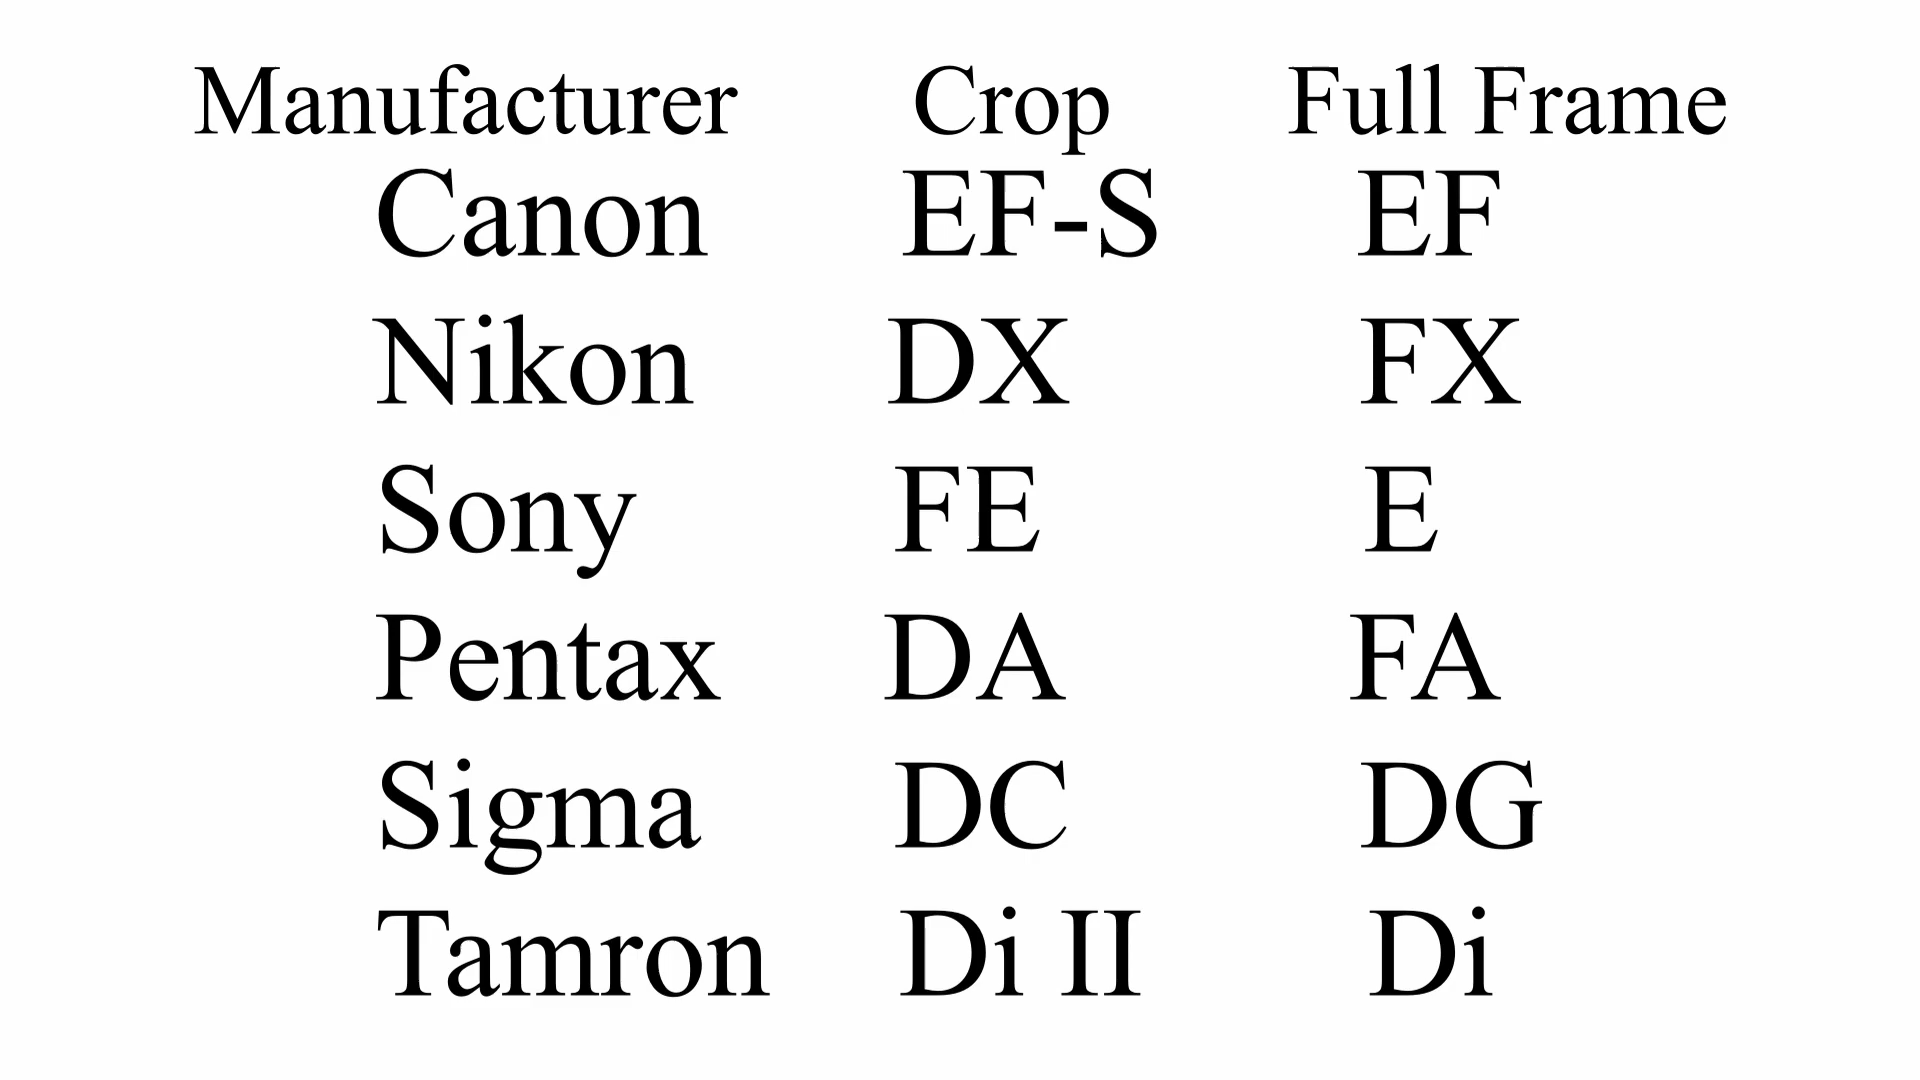 Manufacturer Crop Full Frame
Canon EF-S EF
Nikon DX FX
Sony FE E
Pentax DA FA
Sigma DC DG
Tamron Di II Di